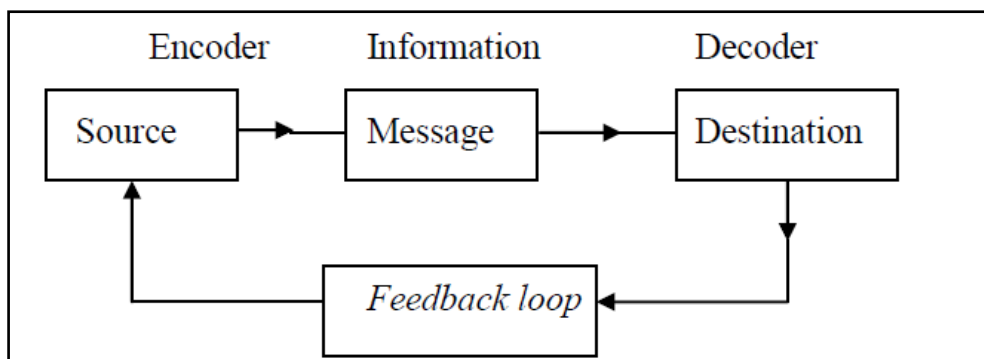 Encoder Information Decoder
Source Message Destination
Feedback loop